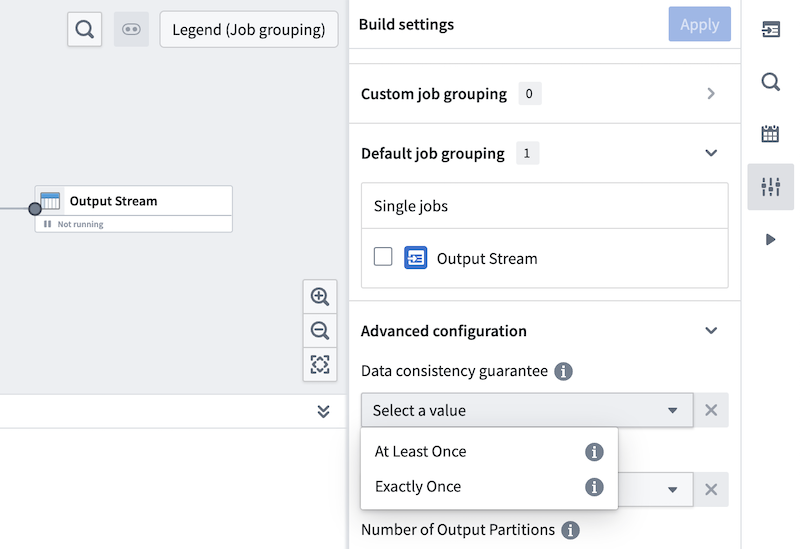 Legend (Job grouping)
Build settings
Apply
Custom job grouping 0
Default job grouping 1
Single jobs
Output Stream
Output Stream
Not running
Advanced configuration
Data consistency guarantee
Select a value
At Least Once
Exactly Once
Number of Output Partitions